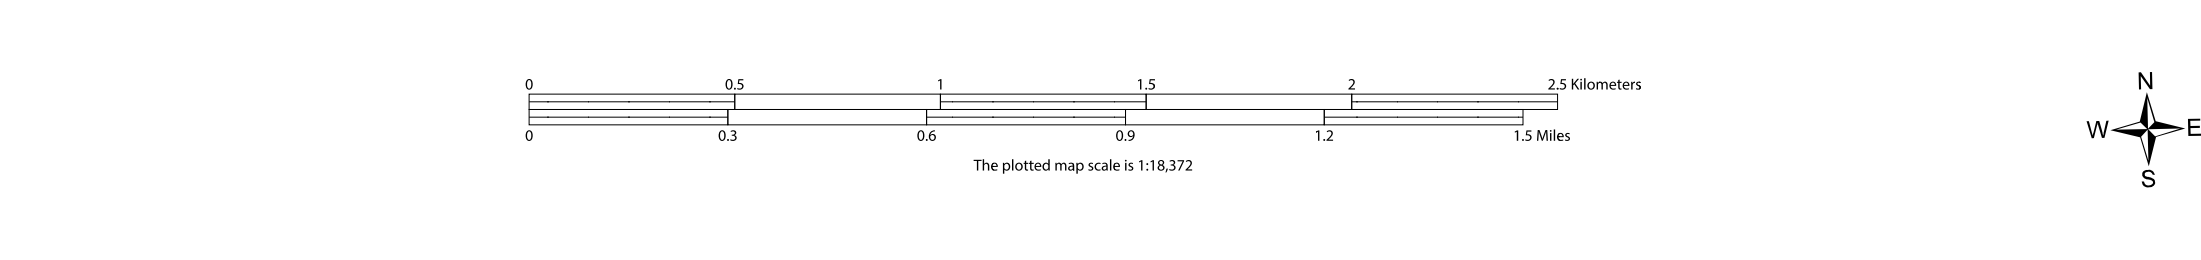 0 0.5 1 1.5 2 2.5 Kilometers
0 0.3 0.6 0.9 1.2 1.5 Miles
The plotted map scale is 1:18,372
N
W E
S